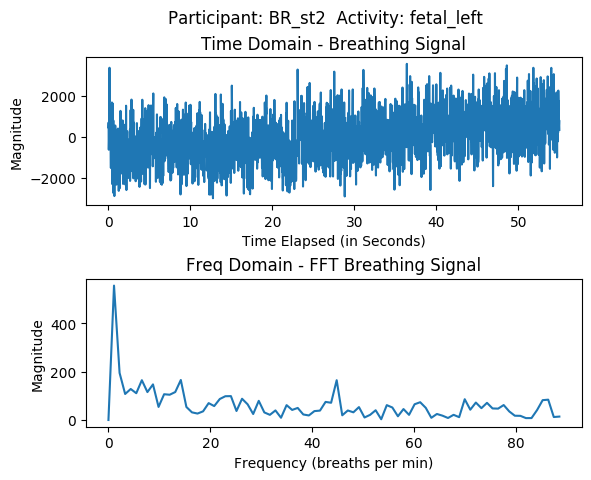 Participant: BR_st2  Activity: fetal_left
Time Domain - Breathing Signal
Magnitude
2000
0
−2000
0 10 20 30 40 50
Time Elapsed (in Seconds)
Freq Domain - FFT Breathing Signal
Magnitude
400
200
0
0 20 40 60 80
Frequency (breaths per min)